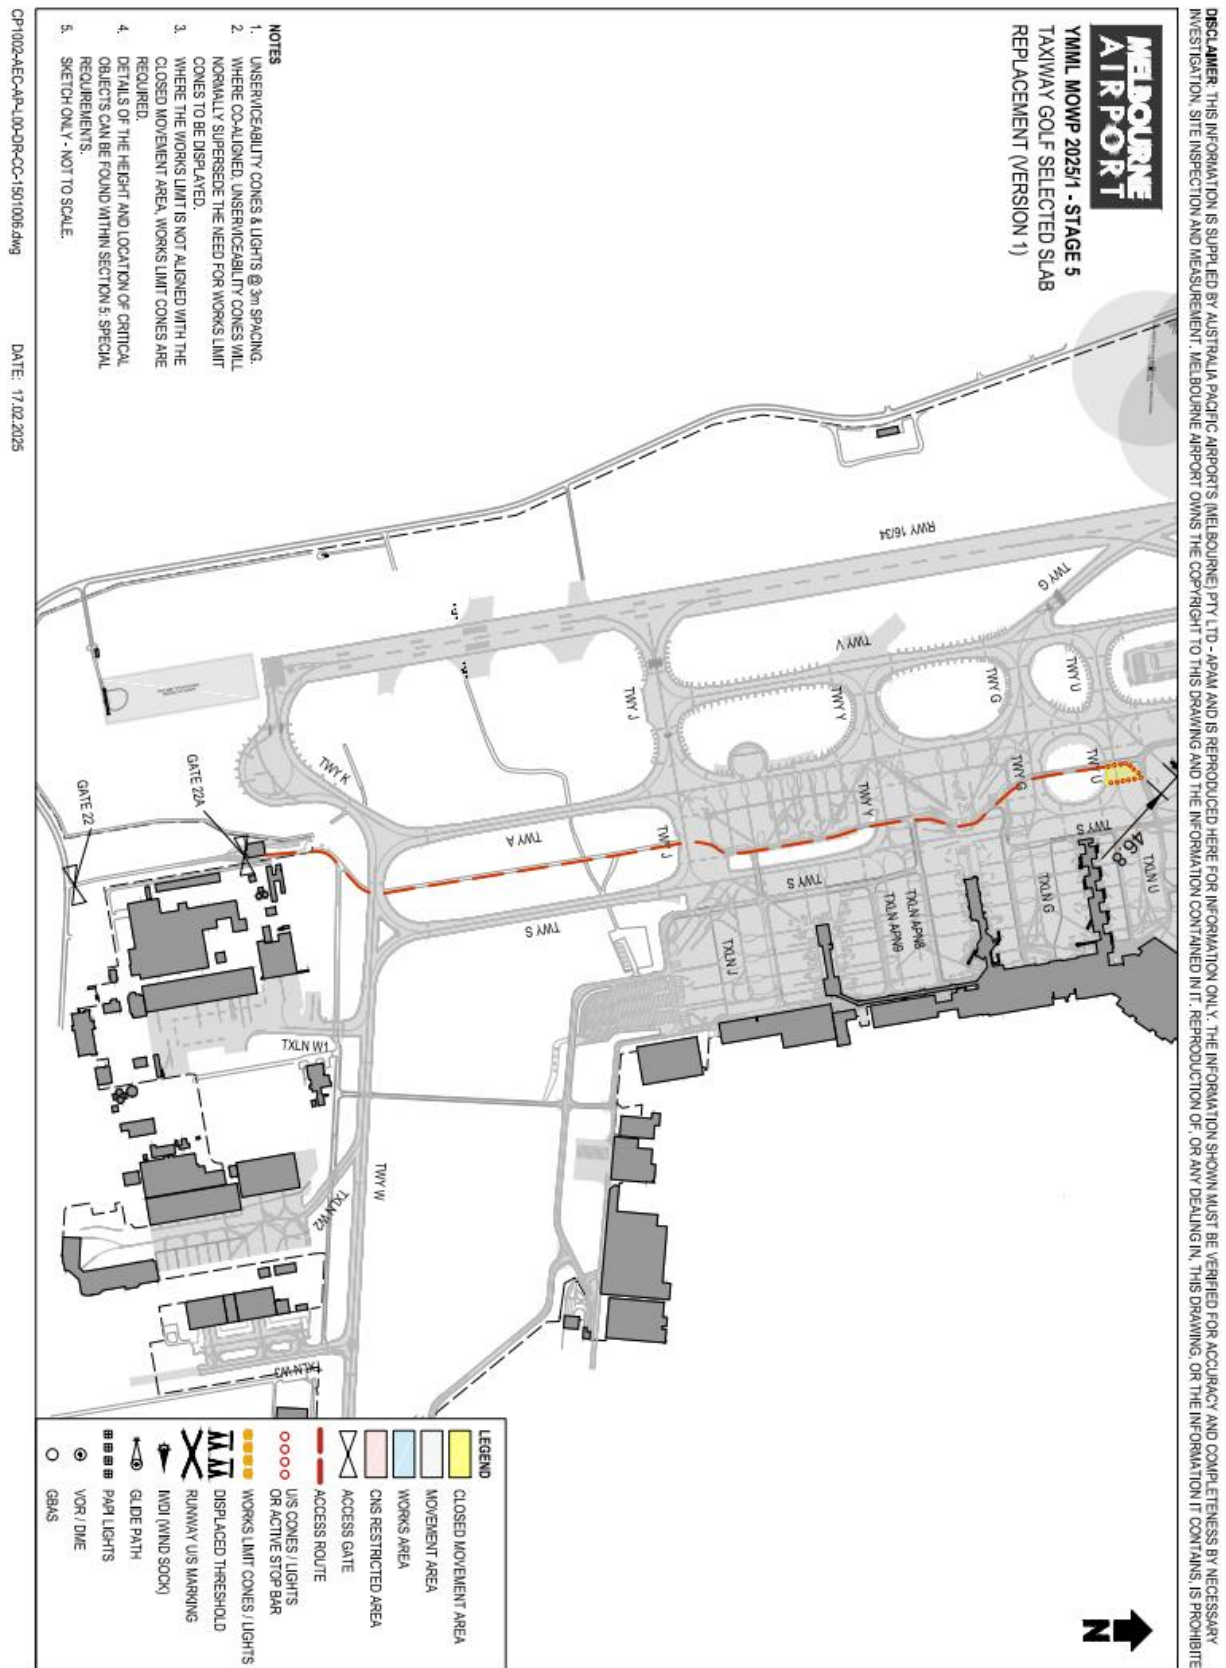 DISCLAIMER: THIS INFORMATION IS SUPPLIED BY AUSTRALIA PACIFIC AIRPORTS (MELBOURNE) PTY LTD - APAM AND IS REPRODUCED HERE FOR INFORMATION ONLY. THE INFORMATION SHOWN MUST BE VERIFIED FOR ACCURACY AND COMPLETENESS BY NECESSARY
INVESTIGATION, SITE INSPECTION AND MEASUREMENT. MELBOURNE AIRPORT OWNS THE COPYRIGHT TO THIS DRAWING AND THE INFORMATION CONTAINED IN IT. REPRODUCTION OF, OR ANY DEALING IN, THIS DRAWING, OR THE INFORMATION IT CONTAINS, IS PROHIBITE
MELBOURNE
AIRPORT
YMML MOWP 2025/1 - STAGE 5
TAXIWAY GOLF SELECTED SLAB
REPLACEMENT (VERSION 1)
NOTES
1. UNSERVICEABILITY CONES & LIGHTS @ 3m SPACING.
2. WHERE CO-ALIGNED, UNSERVICEABILITY CONES WILL
NORMALLY SUPERSEDE THE NEED FOR WORKS LIMIT
CONES TO BE DISPLAYED.
3. WHERE THE WORKS LIMIT IS NOT ALIGNED WITH THE
CLOSED MOVEMENT AREA, WORKS LIMIT CONES ARE
REQUIRED.
4. DETAILS OF THE HEIGHT AND LOCATION OF CRITICAL
OBJECTS CAN BE FOUND WITHIN SECTION 5: SPECIAL
REQUIREMENTS.
5. SKETCH ONLY - NOT TO SCALE.
RWY 16/34
TWY G
TWY V
TWY U
TWY G
TWY Y
TWY J
TWY K
TWY U
TWY G
TWY Y
TWY J
TWY A
TWY S
46.8
TXLN U
TXLN G
TWY S
TXLN APN8
TXLN APN9
TWY S
TXLN J
GATE 22A
GATE 22
TXLN W1
TWY W
TXLN W2
TXLN W3
LEGEND
CLOSED MOVEMENT AREA
MOVEMENT AREA
WORKS AREA
CNS RESTRICTED AREA
ACCESS GATE
ACCESS ROUTE
U/S CONES / LIGHTS
OR ACTIVE STOP BAR
WORKS LIMIT CONES / LIGHTS
DISPLACED THRESHOLD
RUNWAY U/S MARKING
IWDI (WIND SOCK)
GLIDE PATH
PAPI LIGHTS
VOR / DME
GBAS
N
CP1002-AEC-AP-L00-DR-CC-1501006.dwg
DATE: 17.02.2025